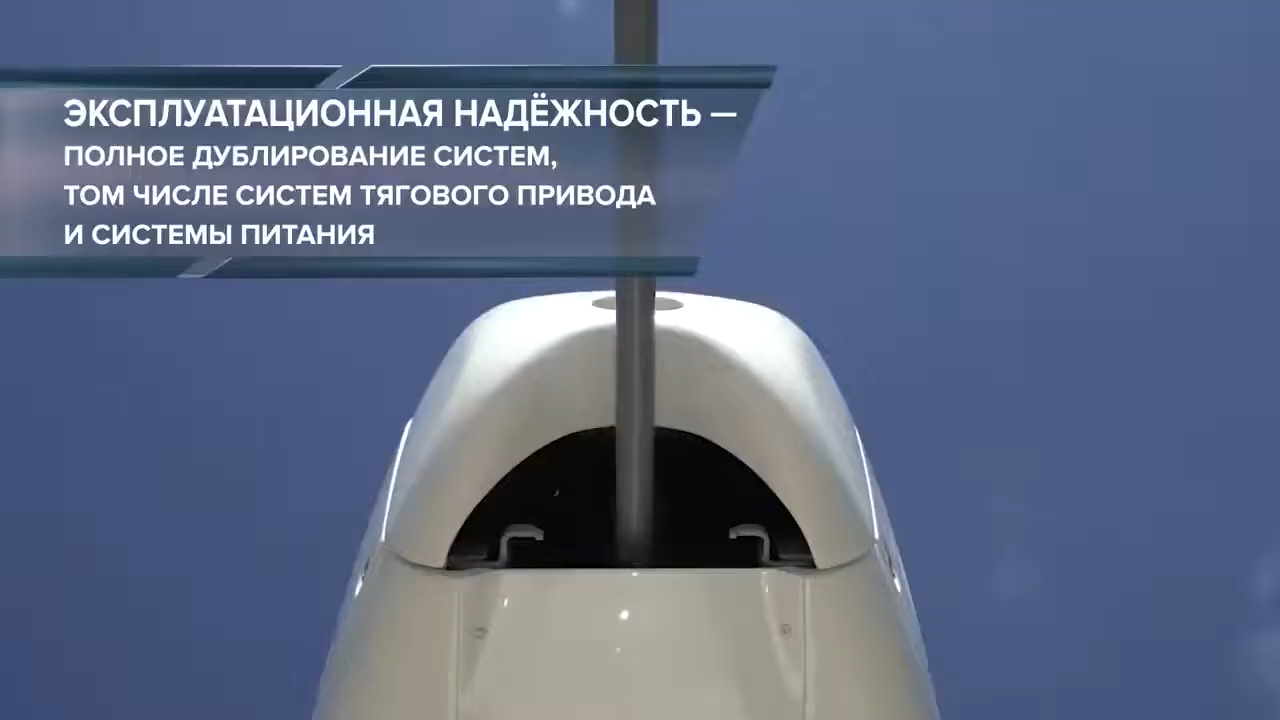 ЭКСПЛУАТАЦИОННАЯ НАДЁЖНОСТЬ —
ПОЛНОЕ ДУБЛИРОВАНИЕ СИСТЕМ,
ТОМ ЧИСЛЕ СИСТЕМ ТЯГОВОГО ПРИВОДА
И СИСТЕМЫ ПИТАНИЯ